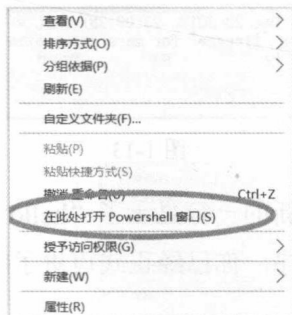 查看(V)
排序方式(O)
分组依据(P)
刷新(E)
自定义文件夹(F)...
粘贴(P)
粘贴快捷方式(S)
撤消 重命名(U) Ctrl+Z
在此处打开 Powershell 窗口(S)
授予访问权限(G)
新建(W)
属性(R)